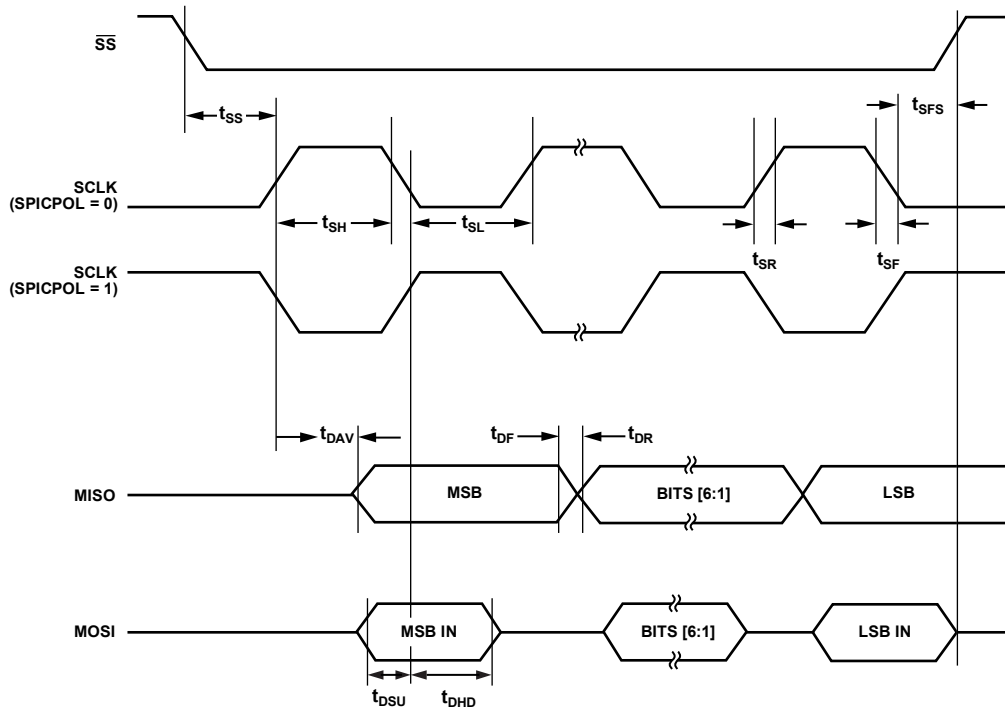 SS
tSS
tSFS
SCLK
(SPICPOL = 0)
tSH
tSL
tSR
tSF
SCLK
(SPICPOL = 1)
tDAV
tDF
tDR
MISO
MSB
BITS [6:1]
LSB
MOSI
MSB IN
BITS [6:1]
LSB IN
tDSU
tDHD